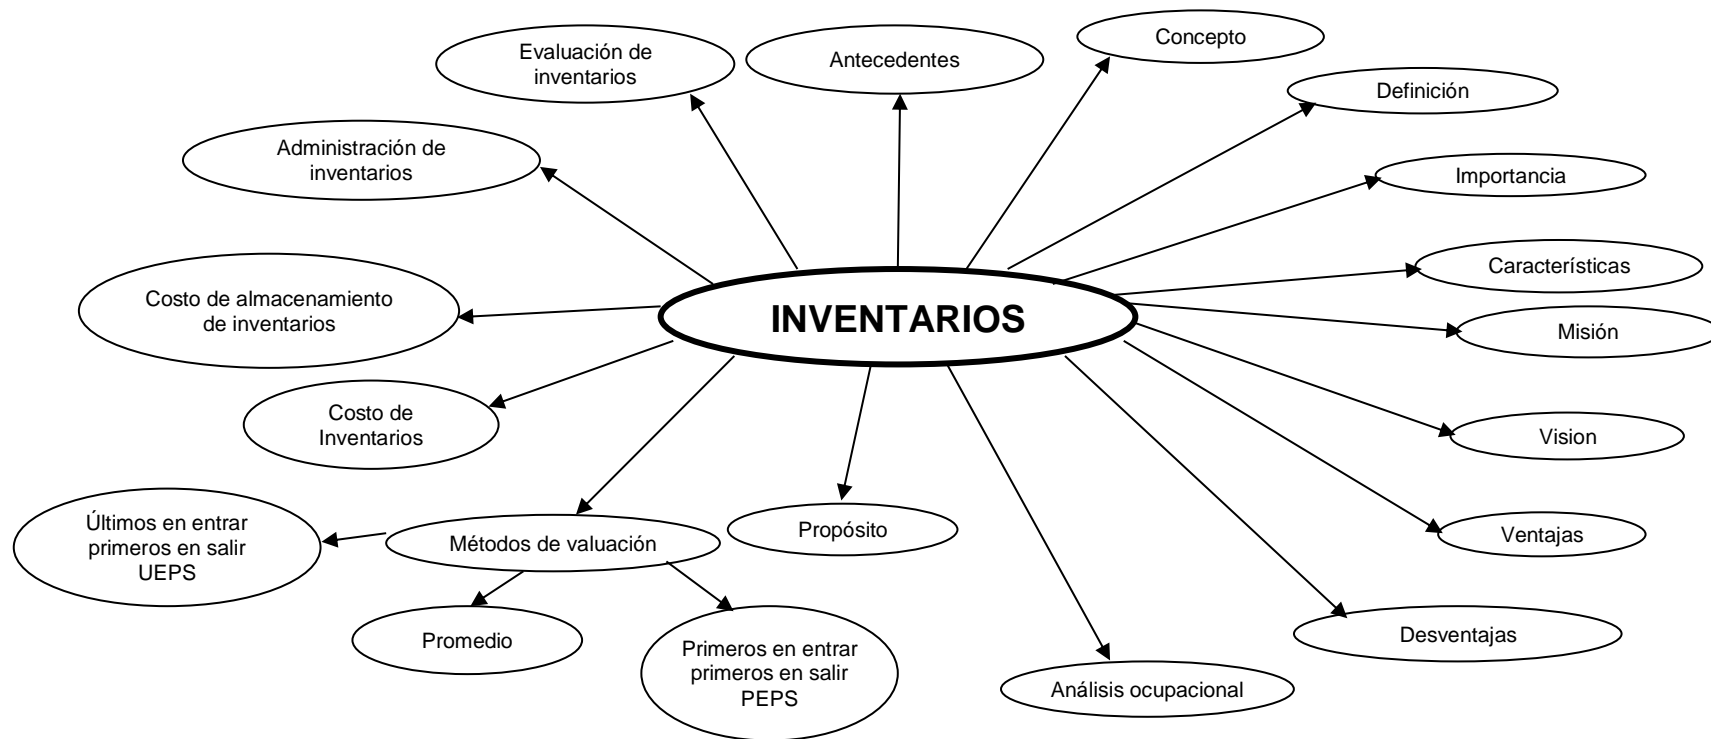 Evaluación de
inventarios
Antecedentes
Concepto
Definición
Administración de
inventarios
Importancia
Características
Costo de almacenamiento
de inventarios
INVENTARIOS
Misión
Costo de
Inventarios
Vision
Últimos en entrar
primeros en salir
UEPS
Métodos de valuación
Propósito
Ventajas
Promedio
Primeros en entrar
primeros en salir
PEPS
Análisis ocupacional
Desventajas